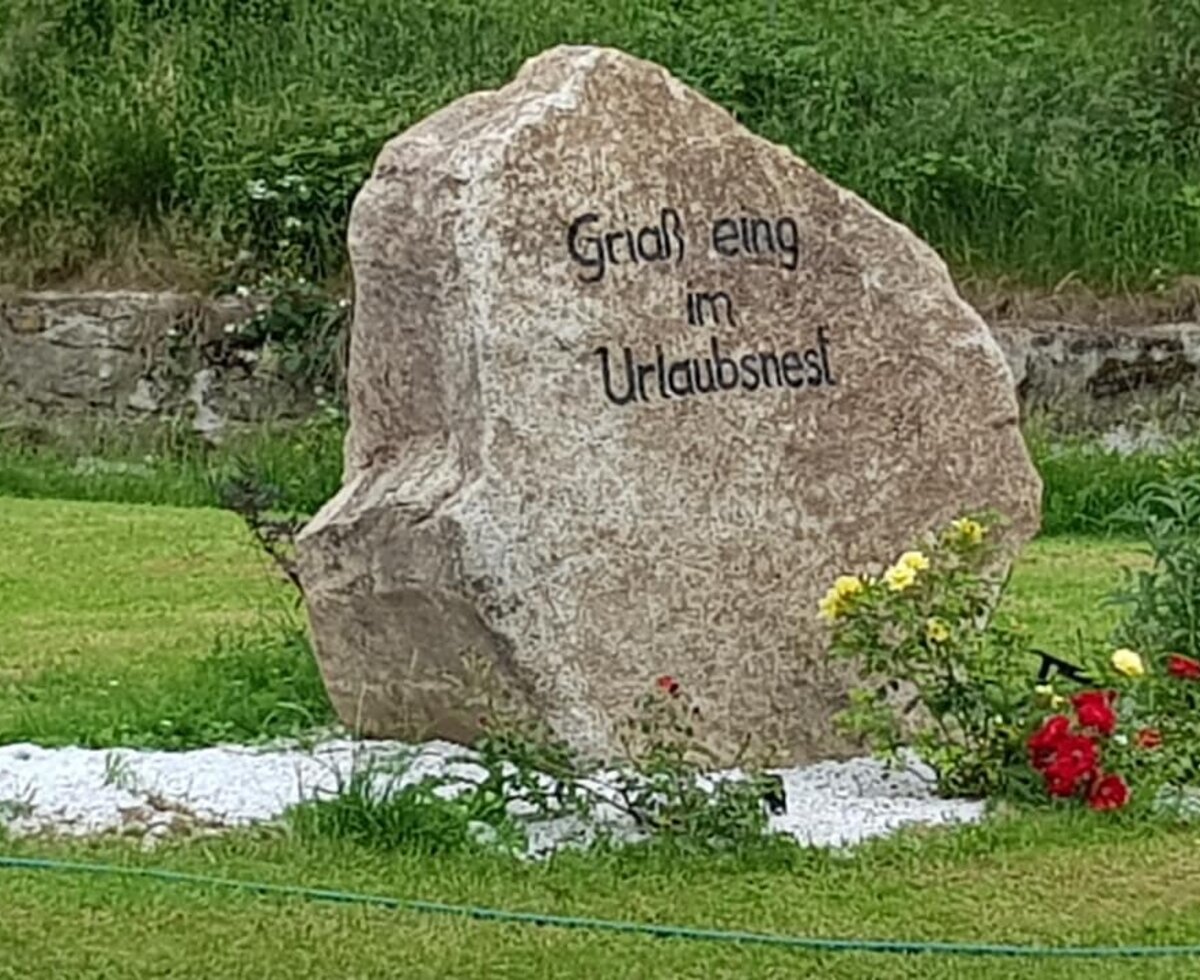 Griaß eing
im
Urlaubsnest